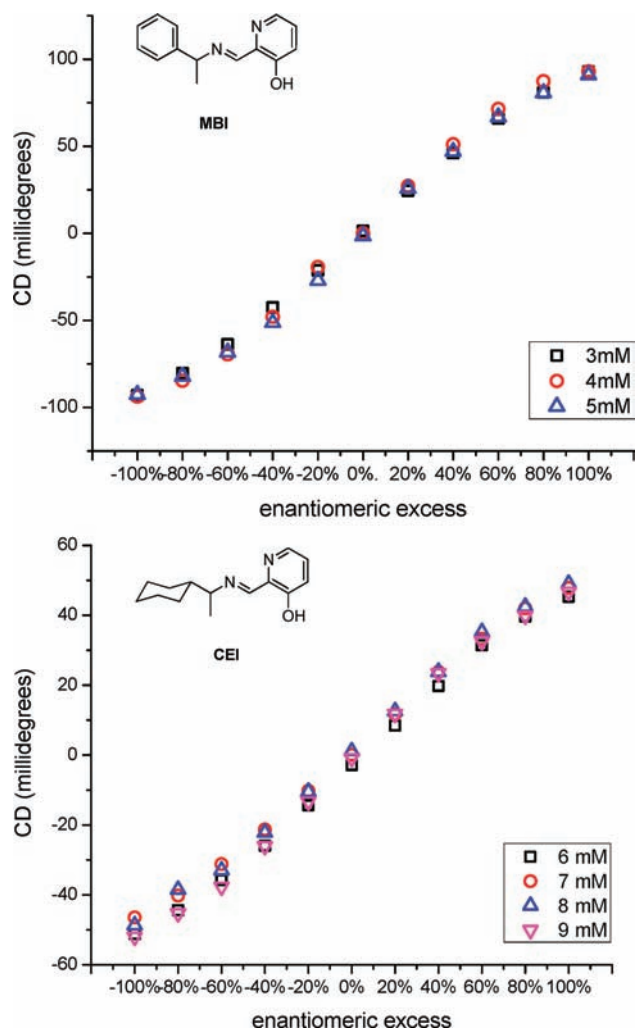 N
N
OH
MBI
100
50
0
-50
-100
CD (millidegrees)
3mM
4mM
5mM
-100% -80% -60% -40% -20% 0%. 20% 40% 60% 80% 100%
enantiomeric excess
N
N
OH
CEI
60
40
20
0
-20
-40
-60
CD (millidegrees)
6 mM
7 mM
8 mM
9 mM
-100% -80% -60% -40% -20% 0% 20% 40% 60% 80% 100%
enantiomeric excess